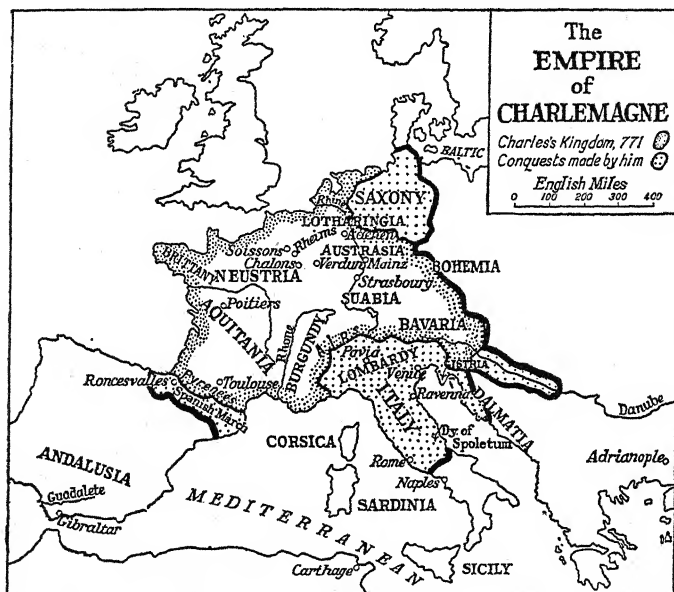 The
EMPIRE
of
CHARLEMAGNE
Charles's Kingdom, 771
Conquests made by him
English Miles
0 100 200 300 400
BALTIC
SAXONY
Rhine
LOTHARINGIA
Aachen
Soissons
Rheims
AUSTRASIA
BRITTANY
Chalons
Verdun
Mainz
BOHEMIA
NEUSTRIA
Strasbourg
SUABIA
Poitiers
BAVARIA
AQUITANIA
Rhone
BURGUNDY
ALPS
Pavia
LOMBARDY
Venice
ISTRIA
Roncesvalles
Pyrenees
Toulouse
Ravenna
Spanish March
ITALY
DALMATIA
Danube
CORSICA
Dy. of
Spoletum
ANDALUSIA
Rome
Adrianople
Guadalete
Naples
SARDINIA
Gibraltar
MEDITERRANEAN
Carthage
SICILY